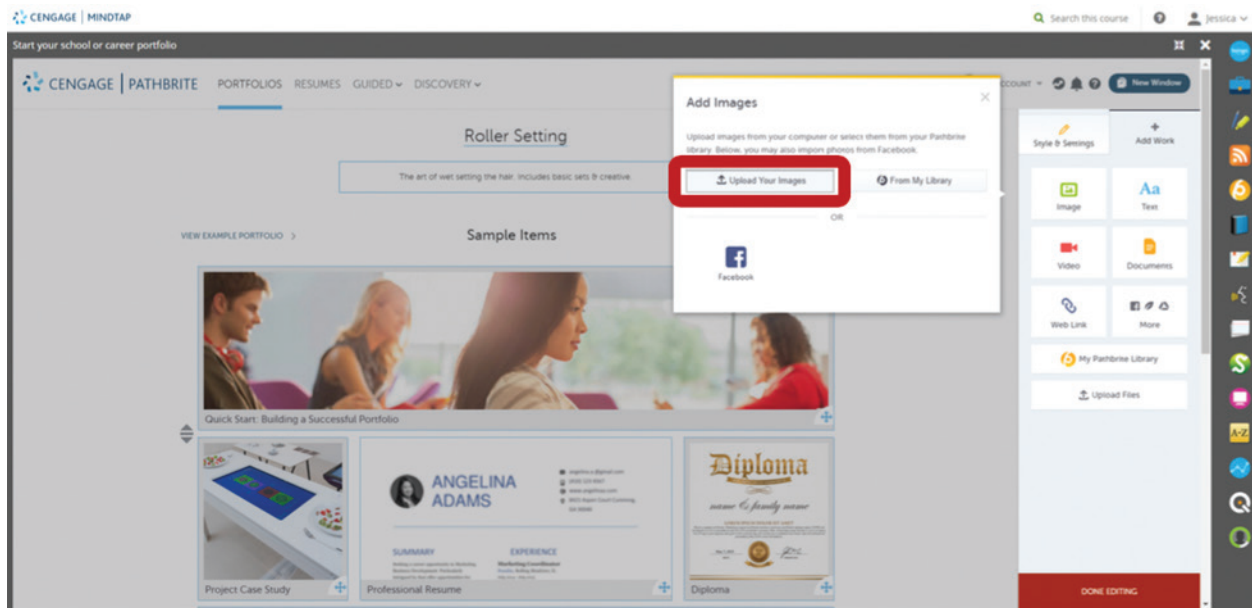 CENGAGE | MINDTAP
Search this course
Jessica
Start your school or career portfolio
CENGAGE | PATHBRITE
PORTFOLIOS RESUMES GUIDED DISCOVERY
COUNT
New Window
Roller Setting
The art of wet setting the hair. Includes basic sets & creative.
VIEW EXAMPLE PORTFOLIO >
Sample Items
Add Images
Upload images from your computer or select them from your Pathbrite
library. Below, you may also import photos from Facebook.
Upload Your Images
From My Library
OR
Facebook
Style & Settings
Add Work
Image
Aa
Text
Video
Documents
Web Link
More
My Pathbrite Library
Upload Files
Quick Start: Building a Successful Portfolio
Project Case Study
ANGELINA
ADAMS
SUMMARY
EXPERIENCE
Marketing Coordinator
Professional Resume
Diploma
name & family name
Diploma
A-Z
DONE EDITING